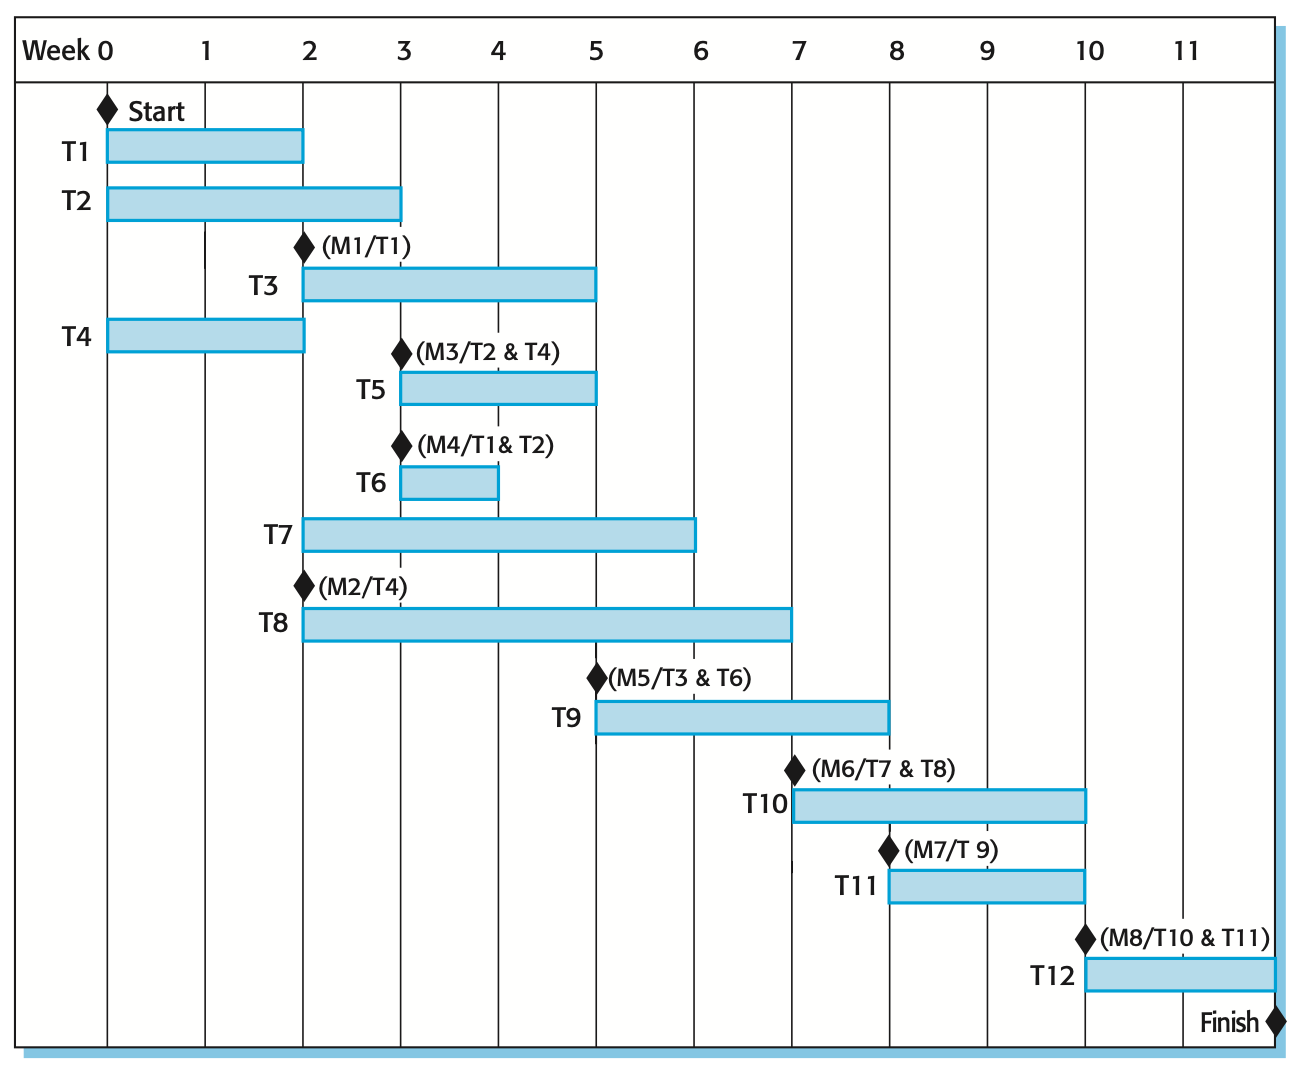 Week 0 1 2 3 4 5 6 7 8 9 10 11
Start
T1
T2
(M1/T1)
T3
T4
(M3/T2 & T4)
T5
(M4/T1& T2)
T6
T7
(M2/T4)
T8
(M5/T3 & T6)
T9
(M6/T7 & T8)
T10
(M7/T 9)
T11
(M8/T10 & T11)
T12
Finish